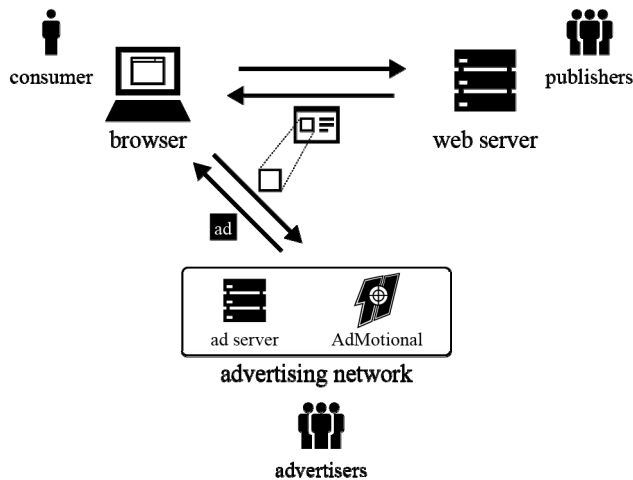 consumer
browser
web server
publishers
ad
ad server
AdMotional
advertising network
advertisers